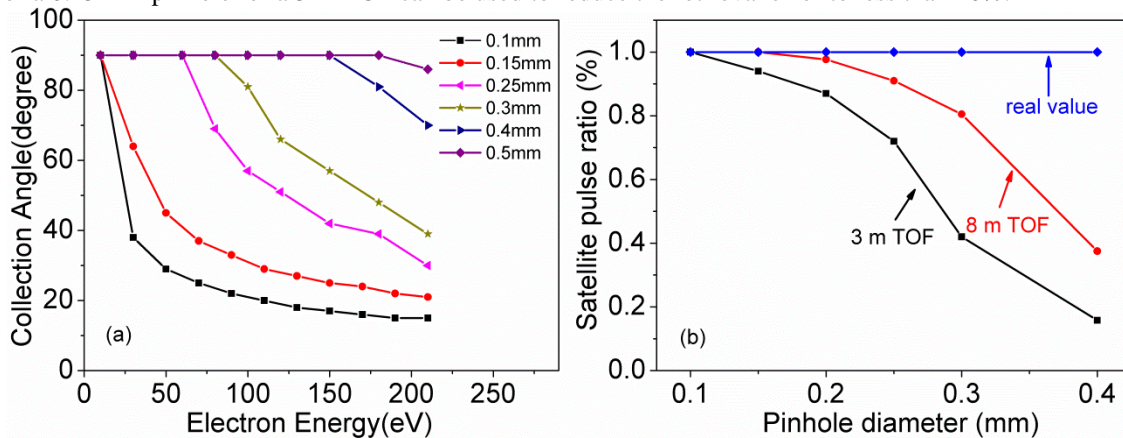 Collection Angle(degree)
90
80
60
40
20
0
0
50
100
150
200
250
Electron Energy(eV)
0.1mm
0.15mm
0.25mm
0.3mm
0.4mm
0.5mm
(a)
Satellite pulse ratio (%)
1.0
0.8
0.6
0.4
0.2
0.0
0.1
0.2
0.3
0.4
Pinhole diameter (mm)
real value
3 m TOF
8 m TOF
(b)